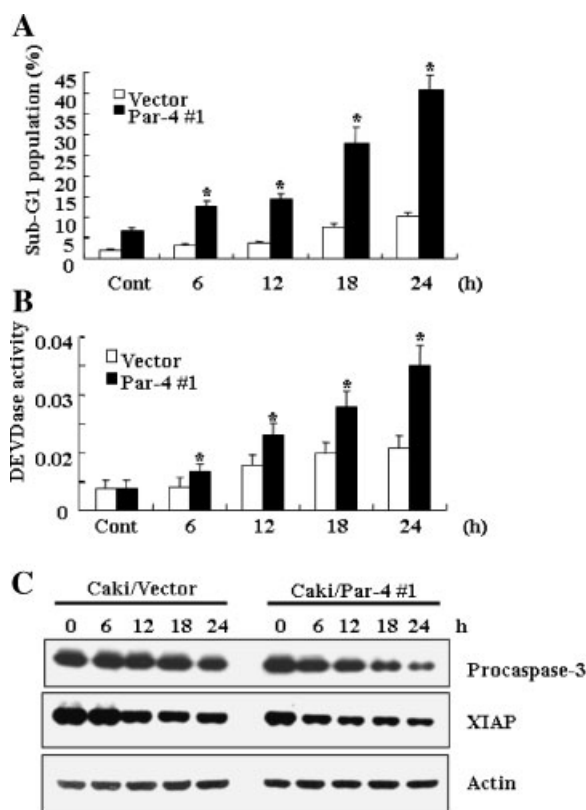 A
Sub-G1 population (%)
45
40
35
30
25
20
15
10
5
0
Vector
Par-4 #1
* * * *
Cont 6 12 18 24 (h)
B
DEVDase activity
0.04
0.03
0.02
0
Vector
Par-4 #1
* * * *
Cont 6 12 18 24 (h)
C
Caki/Vector Caki/Par-4 #1
0 6 12 18 24 0 6 12 18 24 h
Procaspase-3
XIAP
Actin